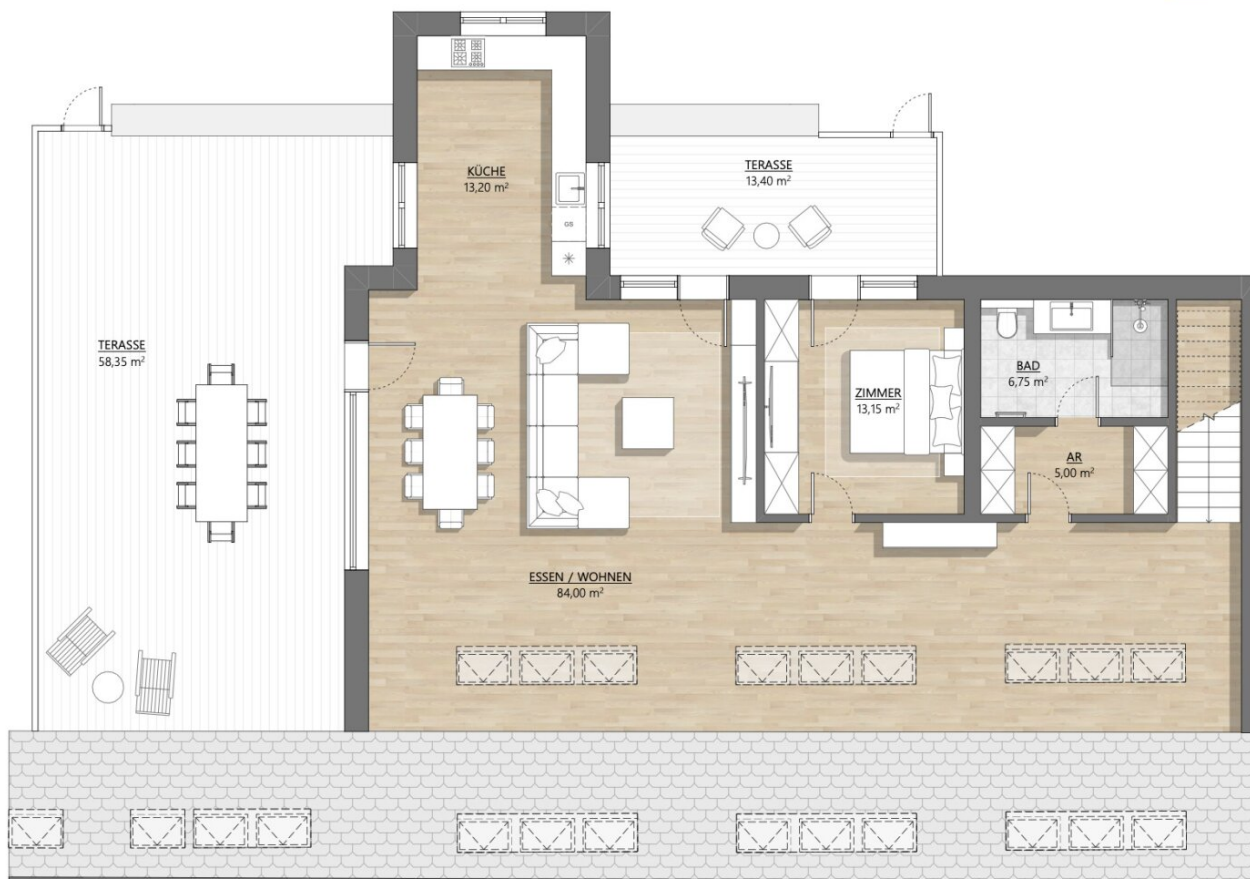 KÜCHE
13,20 m²
TERASSE
13,40 m²
GS
TERASSE
58,35 m²
ZIMMER
13,15 m²
BAD
6,75 m²
AR
5,00 m²
ESSEN / WOHNEN
84,00 m²